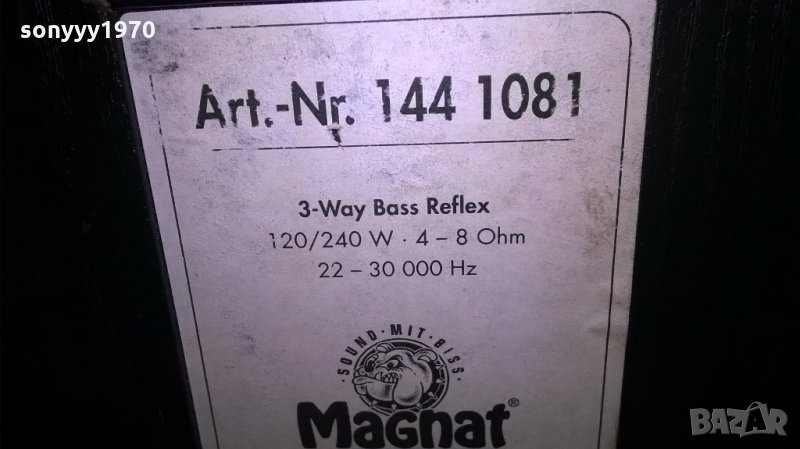 sonyyy1970
Art.-Nr. 144 1081
3-Way Bass Reflex
120/240 W · 4 – 8 Ohm
22 – 30 000 Hz
SOUND · MIT · BISS
Magnat®
BAZAR